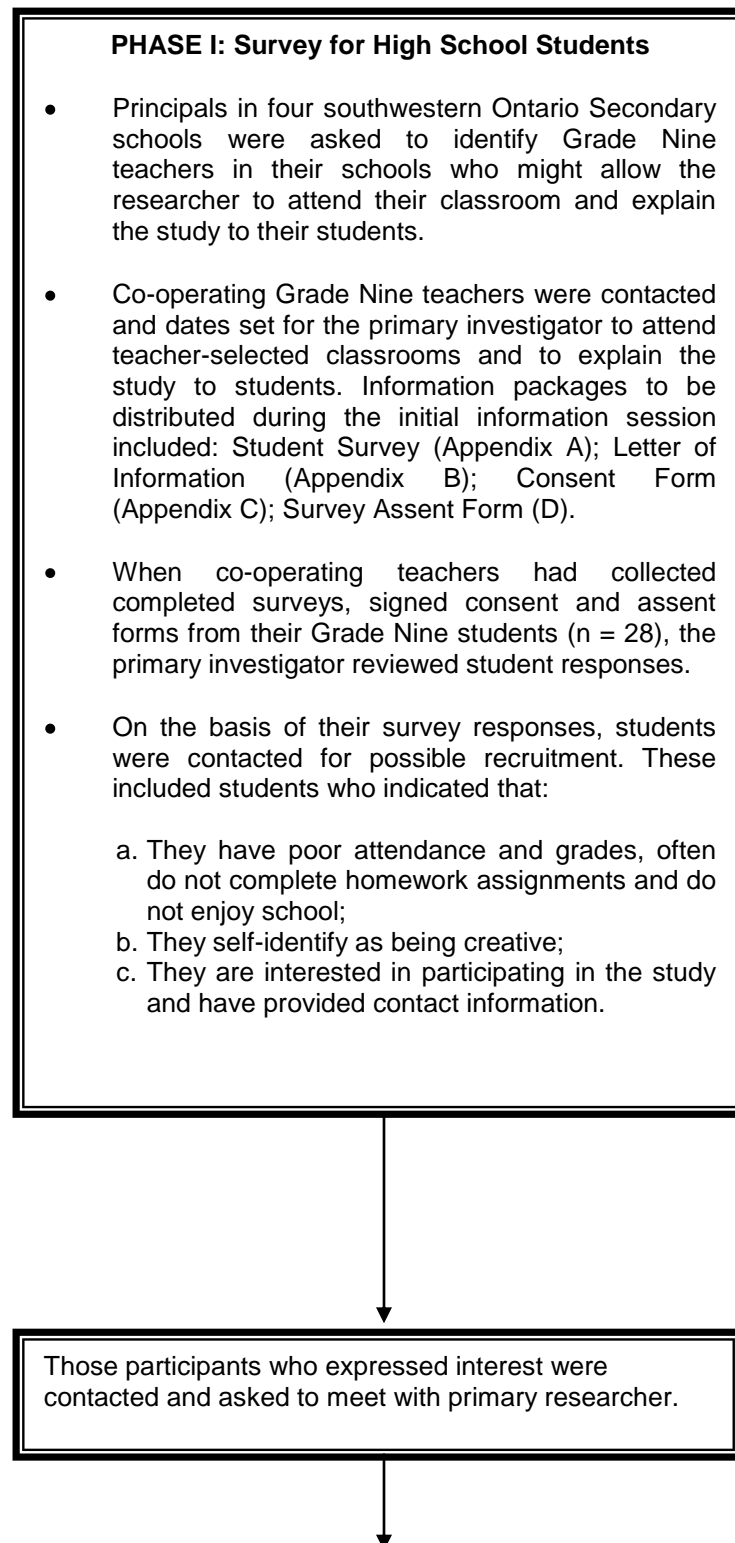 PHASE I: Survey for High School Students
• Principals in four southwestern Ontario Secondary
schools were asked to identify Grade Nine
teachers in their schools who might allow the
researcher to attend their classroom and explain
the study to their students.
• Co-operating Grade Nine teachers were contacted
and dates set for the primary investigator to attend
teacher-selected classrooms and to explain the
study to students. Information packages to be
distributed during the initial information session
included: Student Survey (Appendix A); Letter of
Information (Appendix B); Consent Form
(Appendix C); Survey Assent Form (D).
• When co-operating teachers had collected
completed surveys, signed consent and assent
forms from their Grade Nine students (n = 28), the
primary investigator reviewed student responses.
• On the basis of their survey responses, students
were contacted for possible recruitment. These
included students who indicated that:
a. They have poor attendance and grades, often
do not complete homework assignments and do
not enjoy school;
b. They self-identify as being creative;
c. They are interested in participating in the study
and have provided contact information.
Those participants who expressed interest were
contacted and asked to meet with primary researcher.